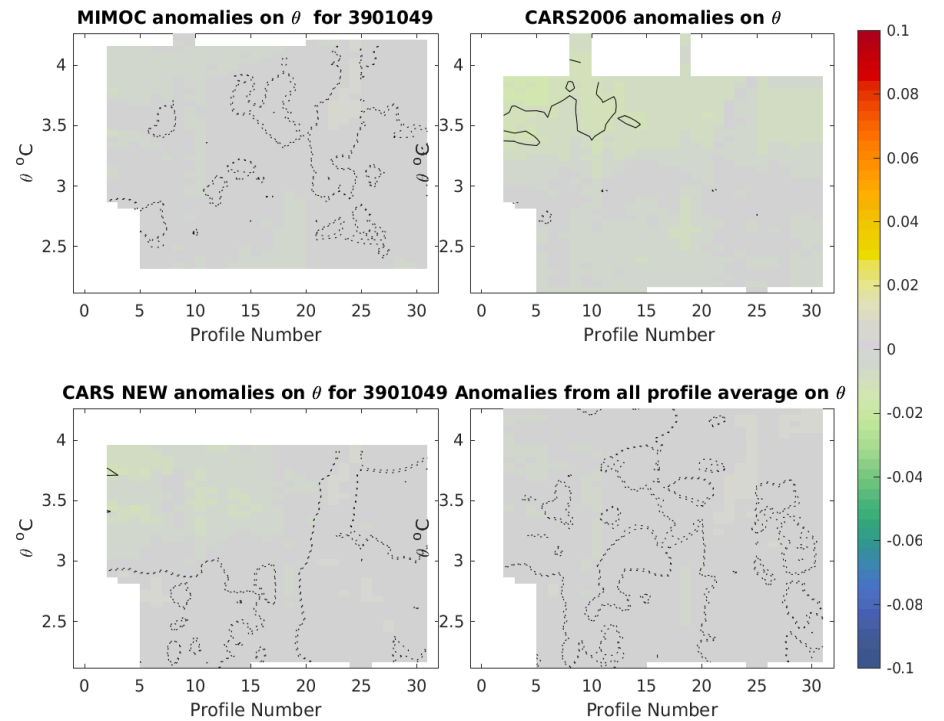 MIMOC anomalies on θ for 3901049
CARS2006 anomalies on θ
4
3.5
3
2.5
θ °C
0 5 10 15 20 25 30
Profile Number
4
3.5
3
2.5
θ °C
0 5 10 15 20 25 30
Profile Number
CARS NEW anomalies on θ for 3901049
Anomalies from all profile average on θ
4
3.5
3
2.5
θ °C
0 5 10 15 20 25 30
Profile Number
4
3.5
3
2.5
θ °C
0 5 10 15 20 25 30
Profile Number
0.1
0.08
0.06
0.04
0.02
0
-0.02
-0.04
-0.06
-0.08
-0.1